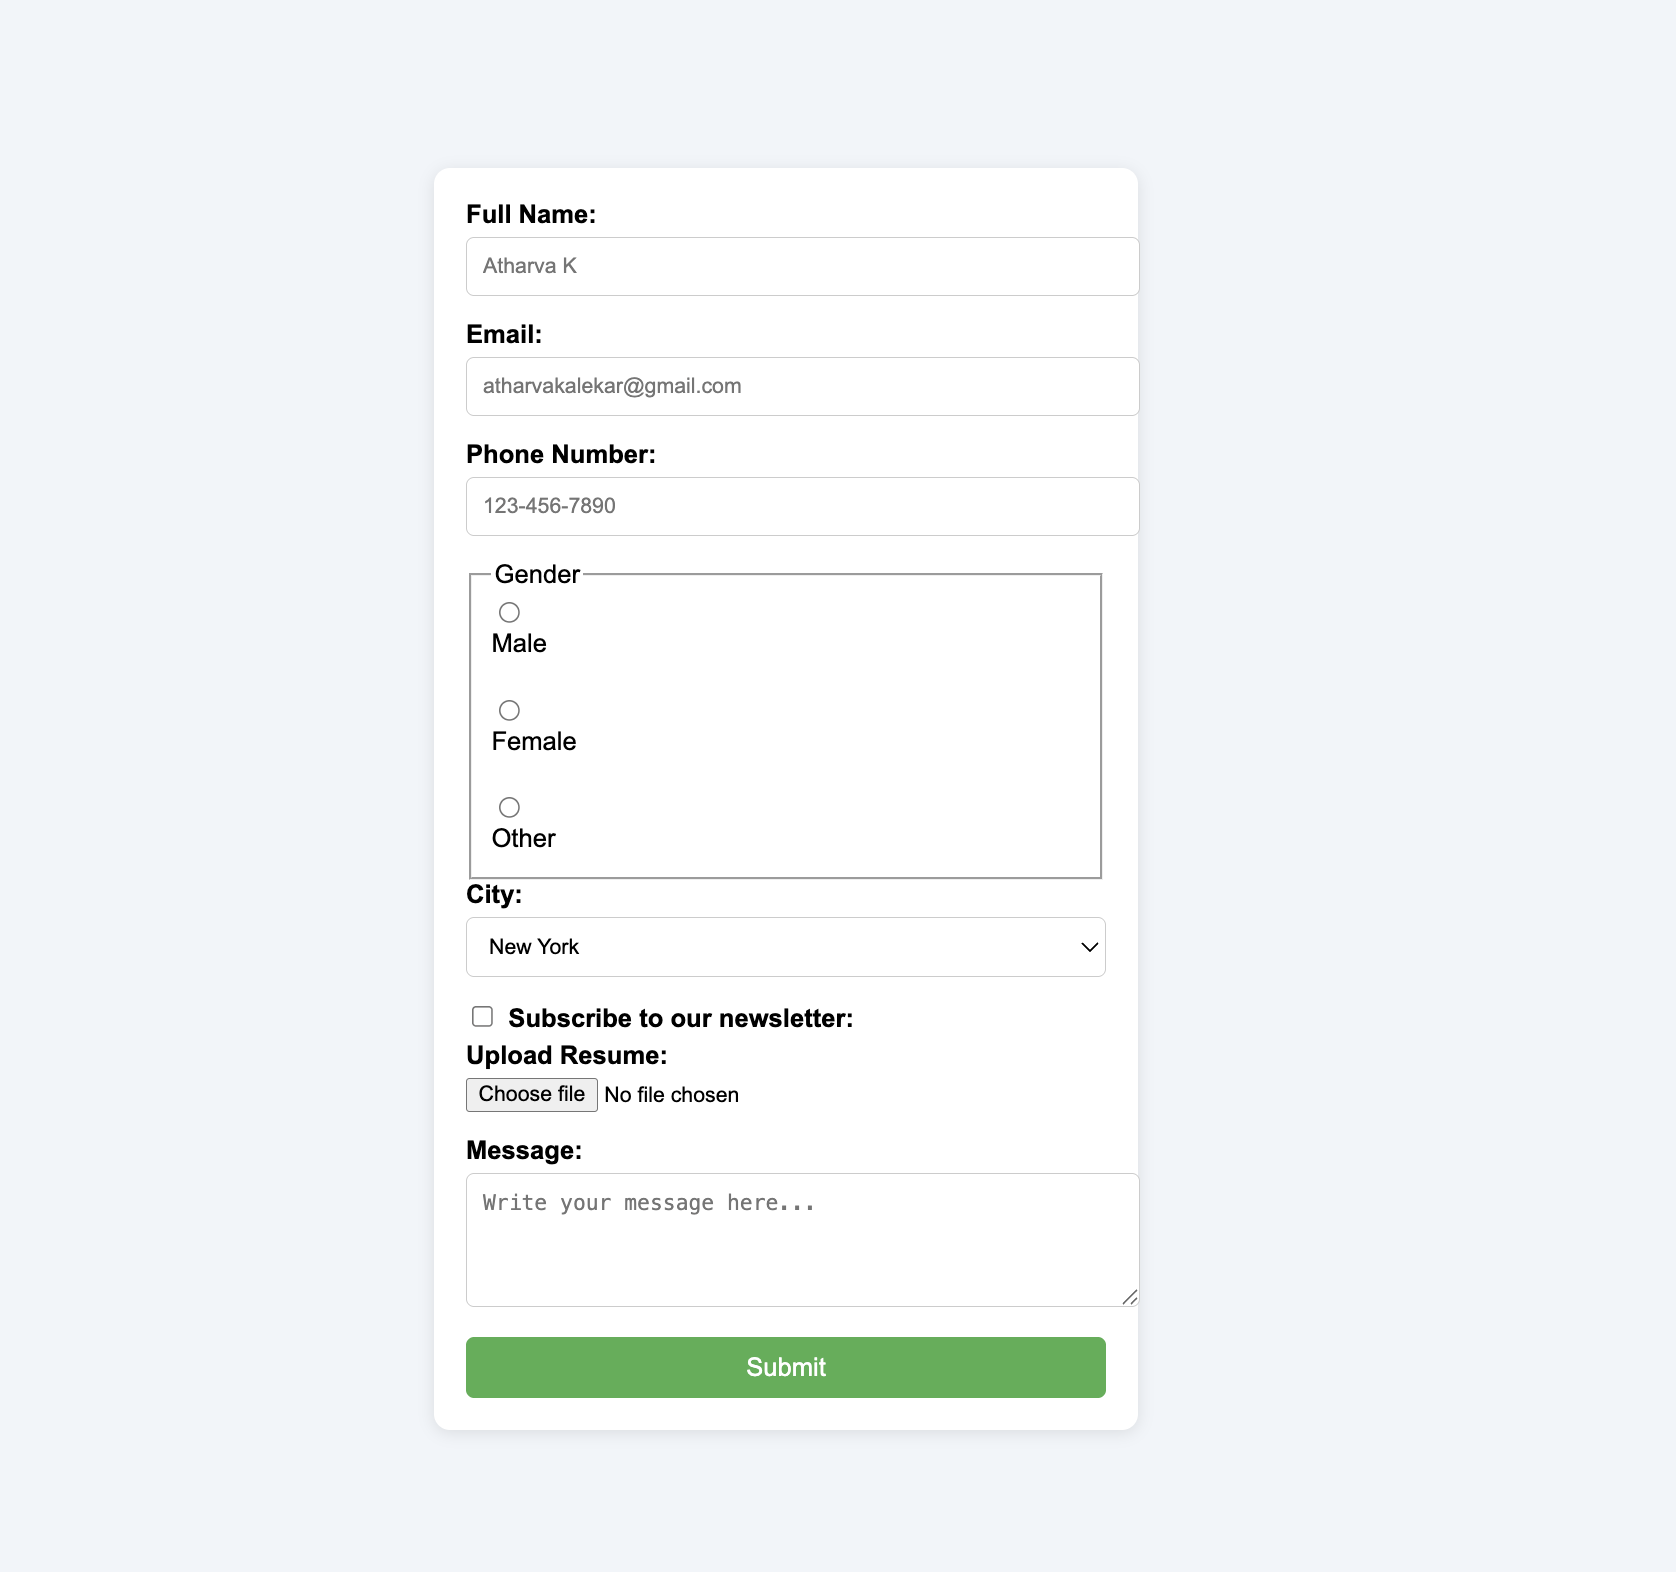 Full Name:
Atharva K
Email:
atharvakalekar@gmail.com
Phone Number:
123-456-7890
Gender
Male
Female
Other
City:
New York
Subscribe to our newsletter:
Upload Resume:
Choose file No file chosen
Message:
Write your message here...
Submit